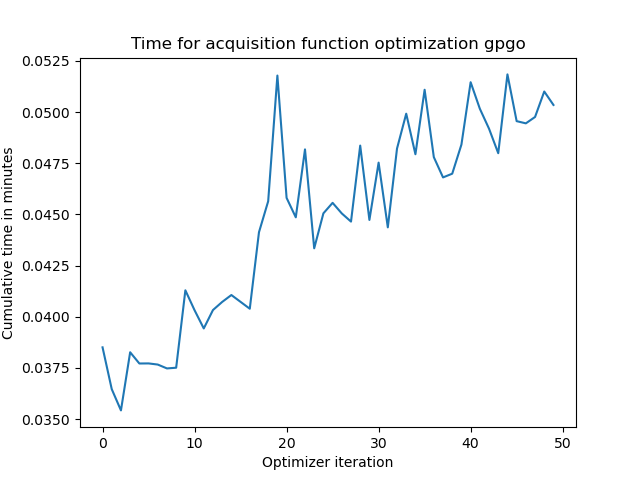 Time for acquisition function optimization gpgo
0.0525
0.0500
0.0475
0.0450
0.0425
0.0400
0.0375
0.0350
Cumulative time in minutes
0 10 20 30 40 50
Optimizer iteration